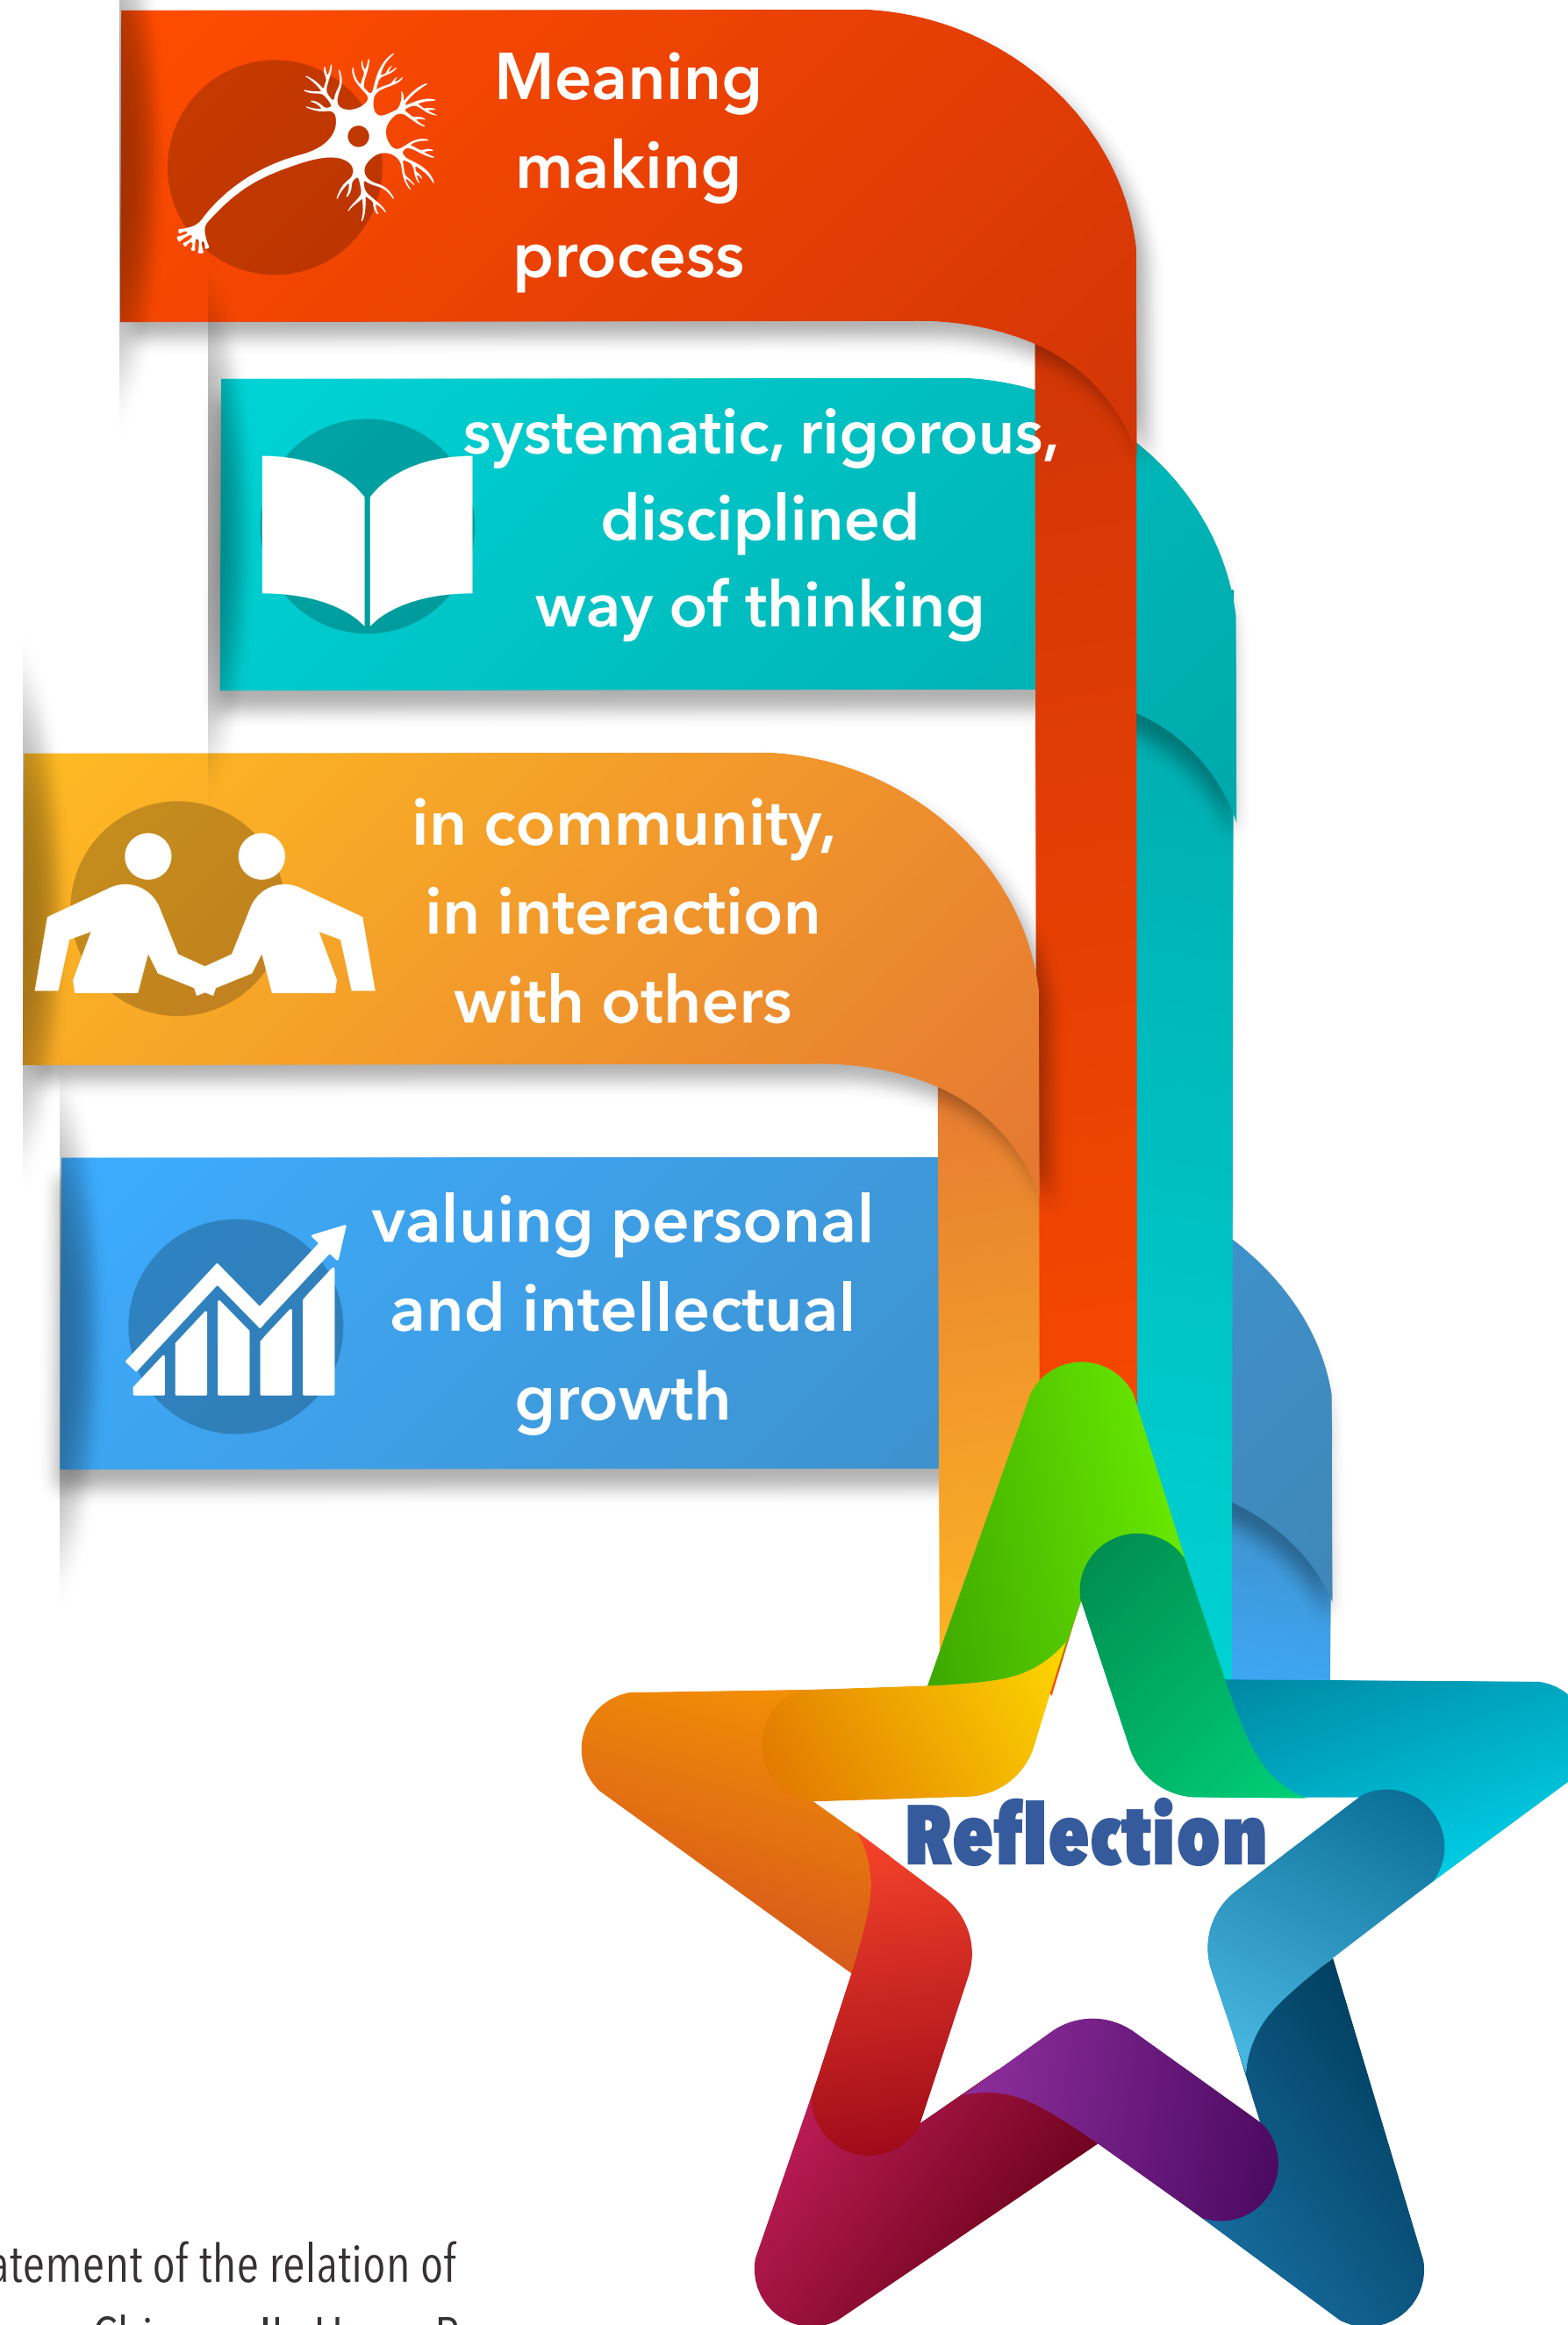 Meaning
making
process
systematic, rigorous,
disciplined
way of thinking
in community,
in interaction
with others
valuing personal
and intellectual
growth
Reflection
of the relation of